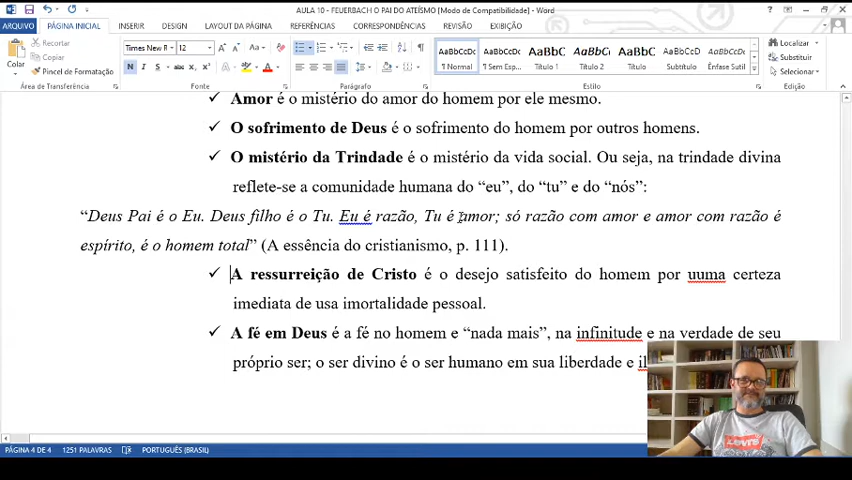 AULA 10 - FEUERBACH O PAI DO ATEÍSMO [Modo de Compatibilidade] - Word
ARQUIVO PÁGINA INICIAL INSERIR DESIGN LAYOUT DA PÁGINA REFERÊNCIAS CORRESPONDÊNCIAS REVISÃO EXIBIÇÃO
Colar
Recortar
Copiar
Pincel de Formatação
Área de Transferência
Times New R 12
N I S
Fonte
Parágrafo
AaBbCcDc AaBbCcDc AaBbC AaBbCc AaBbC AaBbCcD AaBbCcDc
¶ Normal ¶ Sem Esp... Título 1 Título 2 Título Subtítulo Ênfase Sutil
Estilo
Localizar
Substituir
Selecionar
Edição
Amor é o mistério do amor do homem por ele mesmo.
O sofrimento de Deus é o sofrimento do homem por outros homens.
O mistério da Trindade é o mistério da vida social. Ou seja, na trindade divina
reflete-se a comunidade humana do “eu”, do “tu” e do “nós”:
“Deus Pai é o Eu. Deus filho é o Tu. Eu é razão, Tu é amor; só razão com amor e amor com razão é
espírito, é o homem total” (A essência do cristianismo, p. 111).
A ressurreição de Cristo é o desejo satisfeito do homem por uuma certeza
imediata de usa imortalidade pessoal.
A fé em Deus é a fé no homem e “nada mais”, na infinitude e na verdade de seu
próprio ser; o ser divino é o ser humano em sua liberdade e
PÁGINA 4 DE 4 1251 PALAVRAS PORTUGUÊS (BRASIL)